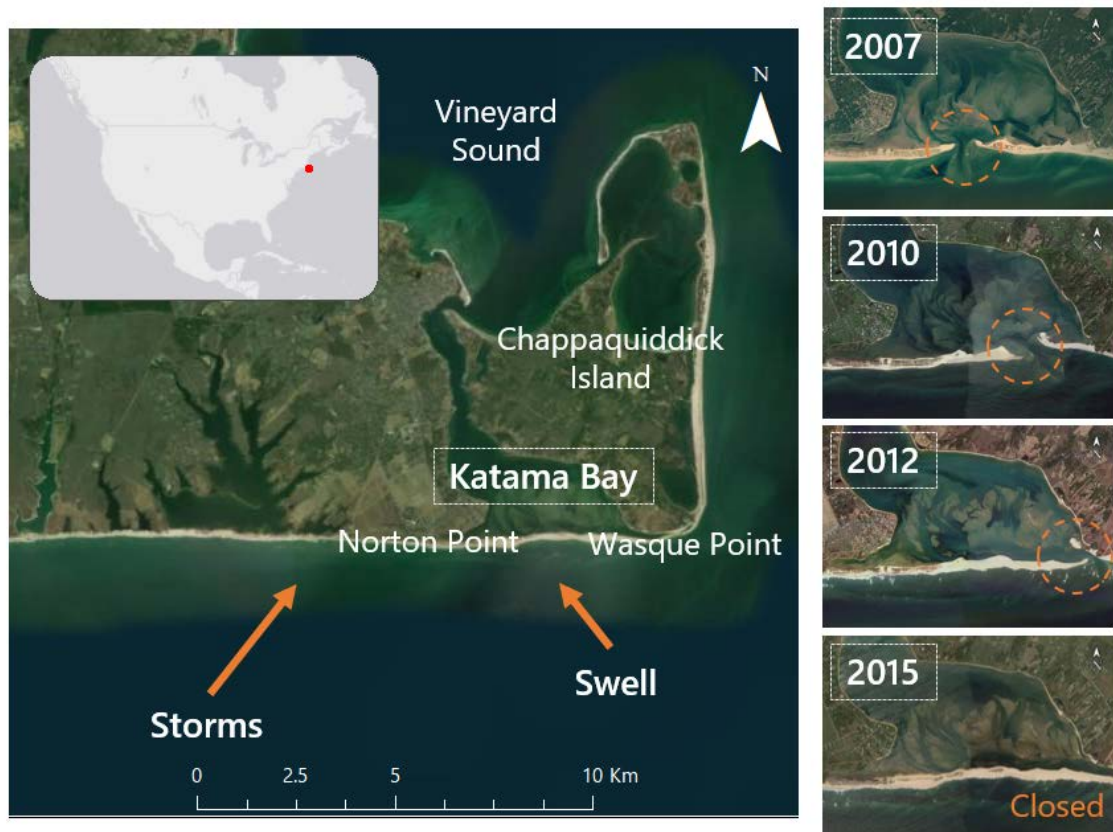 N
Vineyard
Sound
Chappaquiddick
Island
Katama Bay
Norton Point
Wasque Point
Storms
Swell
0 2.5 5 10 Km
2007
2010
2012
2015
Closed